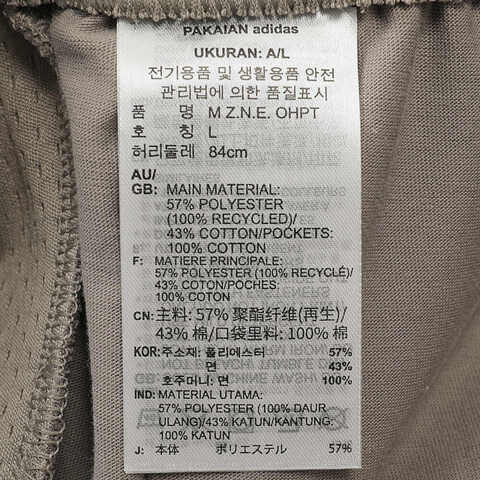 PAKAIAN adidas
UKURAN: A/L
전기용품 및 생활용품 안전
관리법에 의한 품질표시
품 명 M Z.N.E. OHPT
호 칭 L
허리둘레 84cm
AU/
GB: MAIN MATERIAL:
57% POLYESTER
(100% RECYCLED)/
43% COTTON/POCKETS:
100% COTTON
F: MATIERE PRINCIPALE:
57% POLYESTER (100% RECYCLÉ)/
43% COTON/POCHES:
100% COTON
CN: 主料: 57% 聚酯纤维(再生)/
43% 棉/口袋里料: 100% 棉
KOR: 주소재: 폴리에스터 57%
면 43%
호주머니: 면 100%
IND: MATERIAL UTAMA:
57% POLYESTER (100% DAUR
ULANG)/43% KATUN/KANTUNG:
100% KATUN
J: 本体 ポリエステル 57%